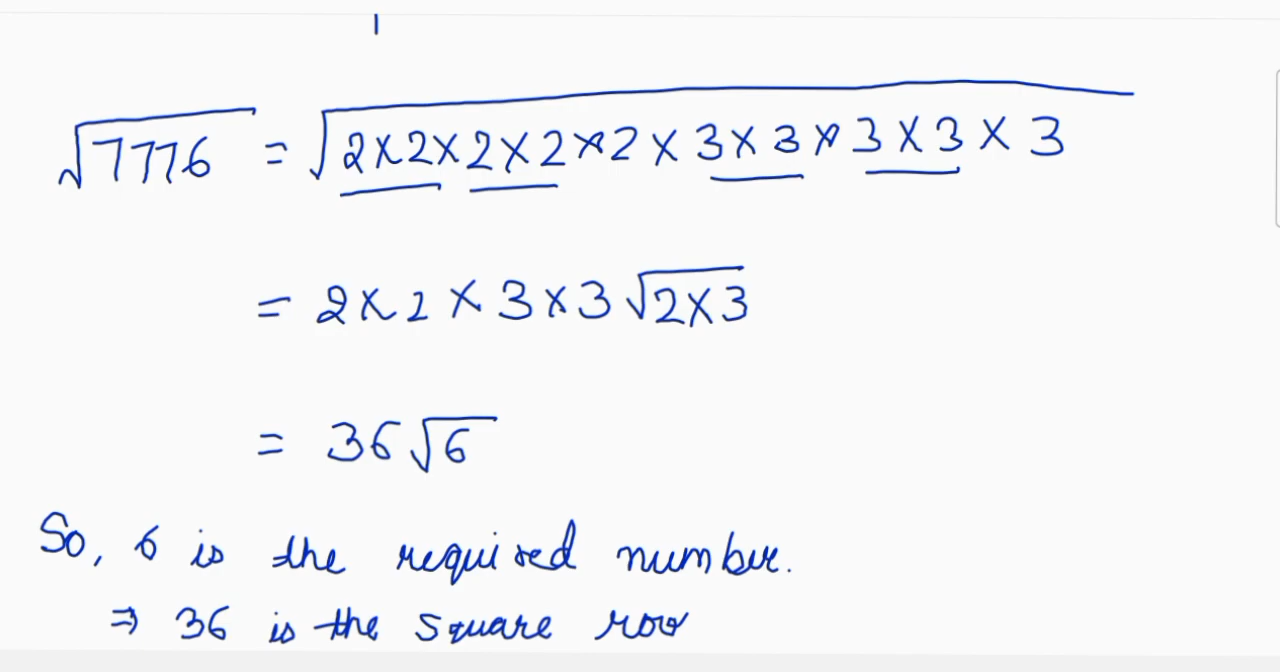 √7776 = √2×2×2×2×2×3×3×3×3×3
= 2×2×3×3√2×3
= 36√6
So, 6 is the required number.
⇒ 36 is the square roo